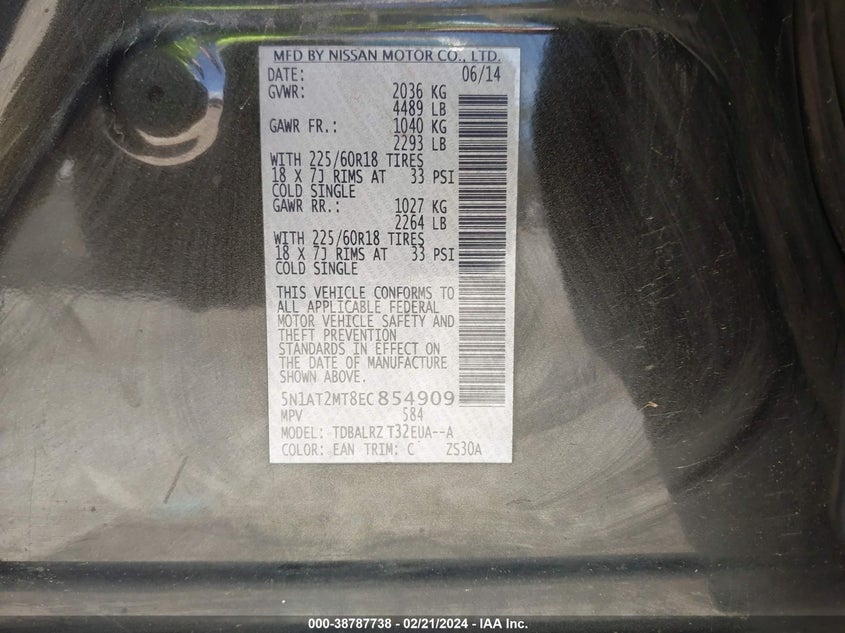 MFD BY NISSAN MOTOR CO., LTD.
DATE: 06/14
GVWR: 2036 KG
4489 LB
GAWR FR.: 1040 KG
2293 LB
WITH 225/60R18 TIRES
18 X 7J RIMS AT 33 PSI
COLD SINGLE
GAWR RR.: 1027 KG
2264 LB
WITH 225/60R18 TIRES
18 X 7J RIMS AT 33 PSI
COLD SINGLE
THIS VEHICLE CONFORMS TO
ALL APPLICABLE FEDERAL
MOTOR VEHICLE SAFETY AND
THEFT PREVENTION
STANDARDS IN EFFECT ON
THE DATE OF MANUFACTURE
SHOWN ABOVE.
5N1AT2MT8EC854909
MPV 584
MODEL: TDBALRZ T32EUA--A
COLOR: EAN TRIM: C ZS30A
000-38787738 - 02/21/2024 - IAA Inc.